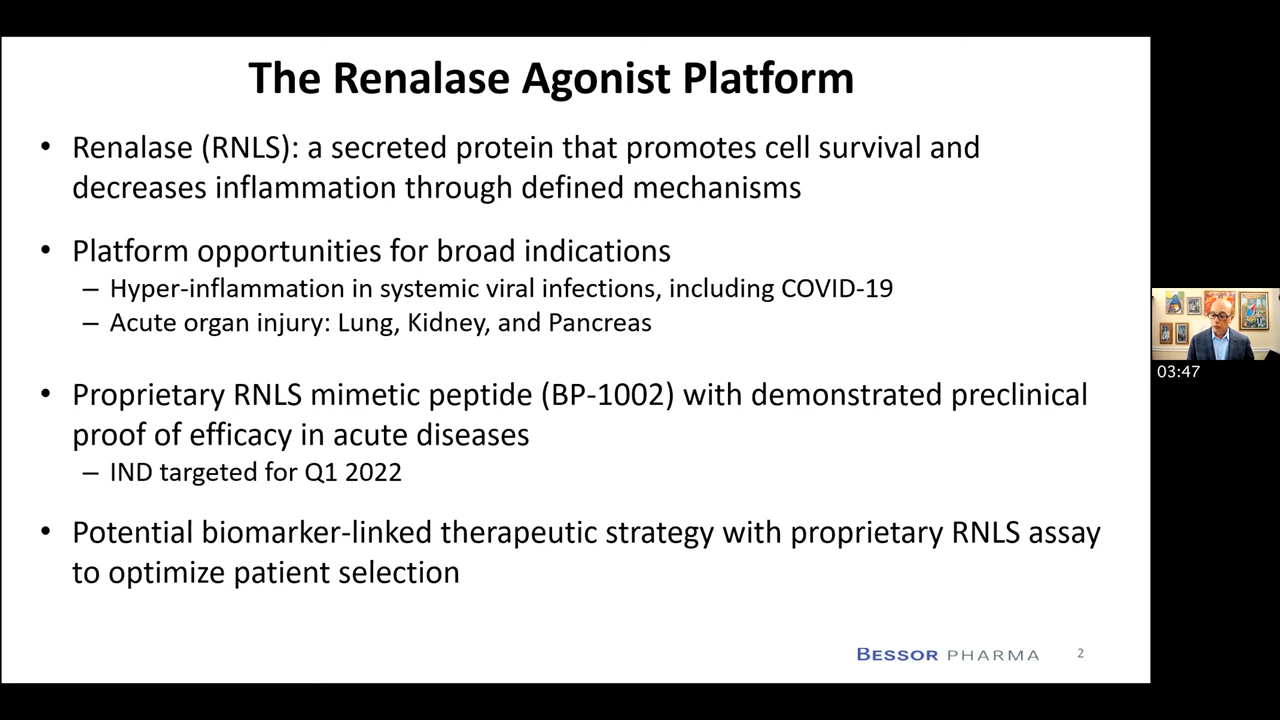 The Renalase Agonist Platform
• Renalase (RNLS): a secreted protein that promotes cell survival and
decreases inflammation through defined mechanisms
• Platform opportunities for broad indications
– Hyper-inflammation in systemic viral infections, including COVID-19
– Acute organ injury: Lung, Kidney, and Pancreas
• Proprietary RNLS mimetic peptide (BP-1002) with demonstrated preclinical
proof of efficacy in acute diseases
– IND targeted for Q1 2022
• Potential biomarker-linked therapeutic strategy with proprietary RNLS assay
to optimize patient selection
BESSOR PHARMA 2
03:47